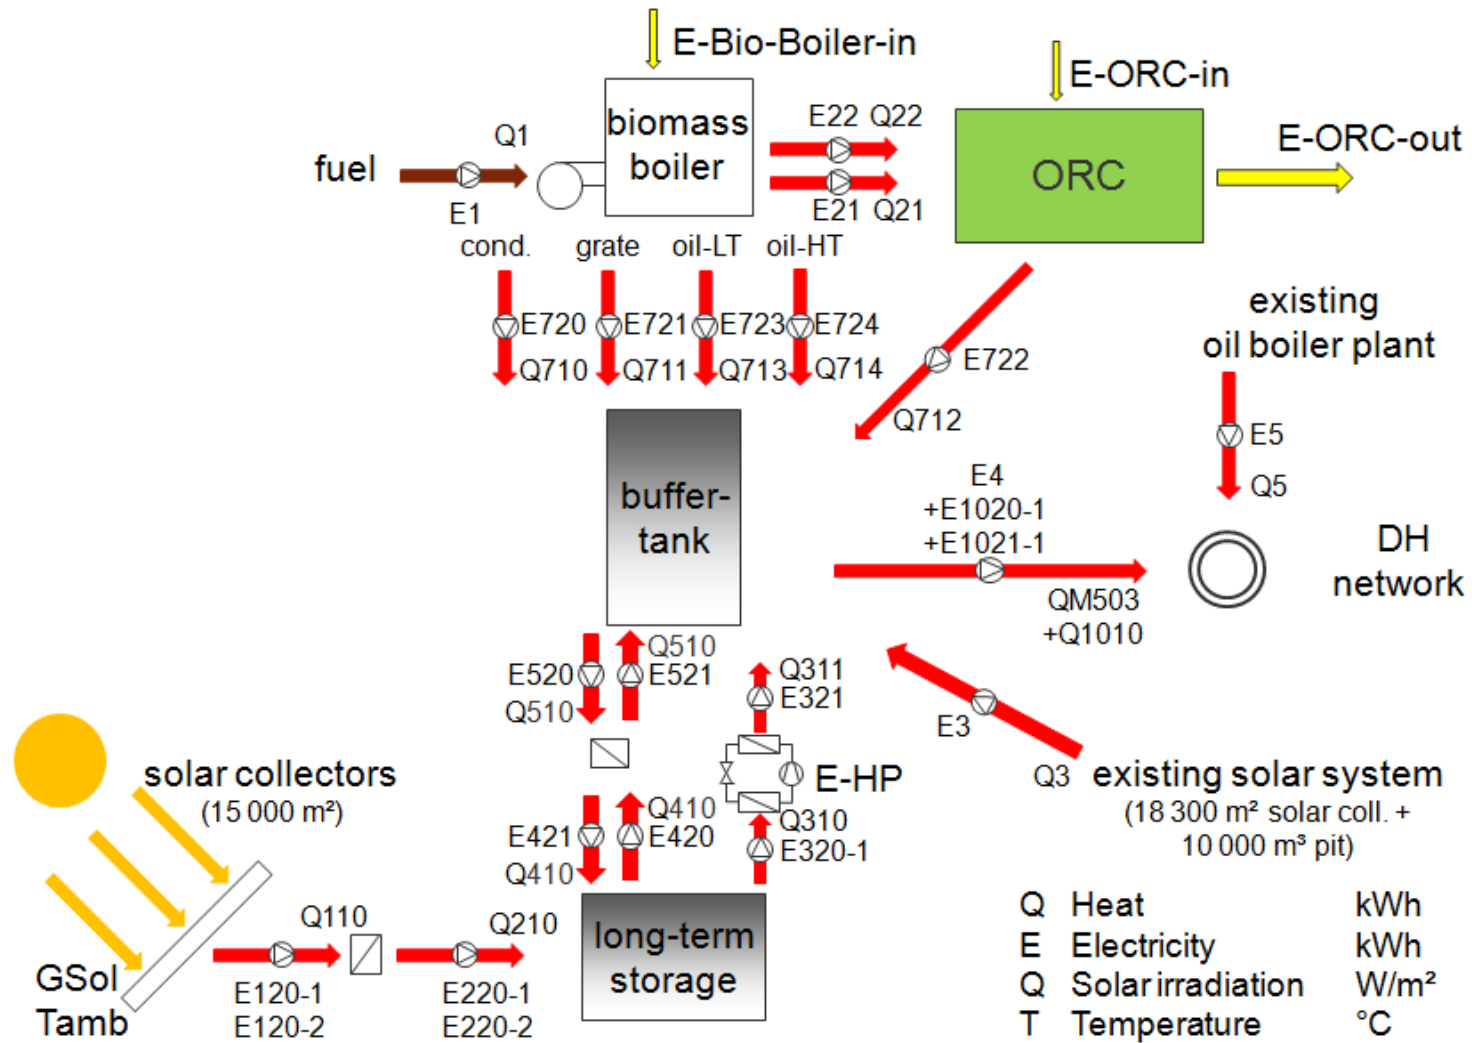 E-Bio-Boiler-in
E-ORC-in
biomass
boiler
E22 Q22
E21 Q21
ORC
E-ORC-out
fuel
Q1
E1
cond.
grate
oil-LT
oil-HT
E720
E721
E723
E724
Q710
Q711
Q713
Q714
E722
Q712
existing
oil boiler plant
E5
Q5
buffer-
tank
E4
+E1020-1
+E1021-1
QM503
+Q1010
DH
network
Q510
E520
E521
Q510
Q311
E321
E3
E-HP
Q3
existing solar system
(18 300 m² solar coll. +
10 000 m³ pit)
solar collectors
(15 000 m²)
Q410
E421
E420
Q410
Q310
E320-1
Q110
Q210
long-term
storage
GSol
Tamb
E120-1
E120-2
E220-1
E220-2
Q Heat kWh
E Electricity kWh
Q Solar irradiation W/m²
T Temperature °C